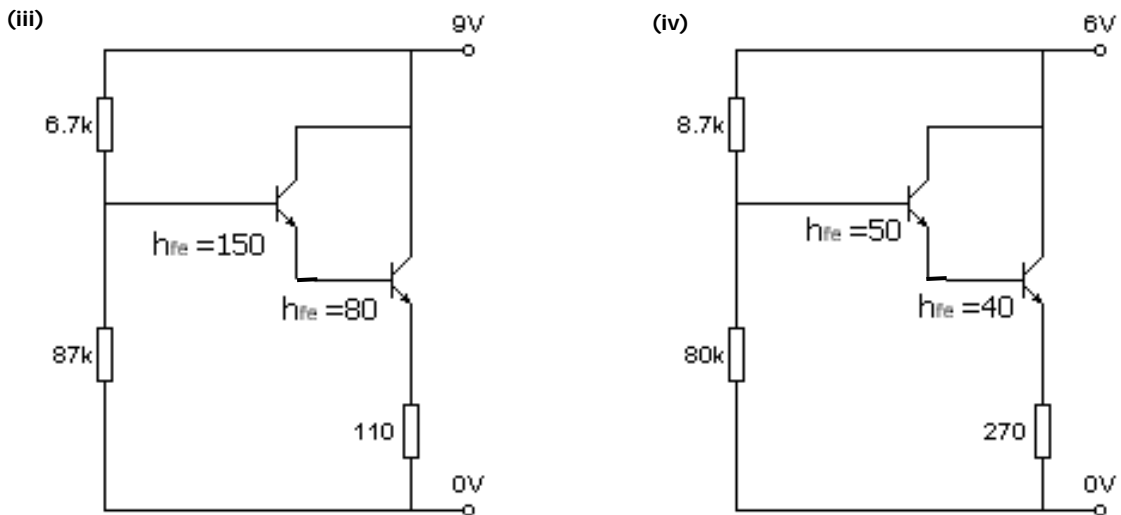 (iii)
9V
6.7k
hfe =150
hfe =80
87k
110
0V
(iv)
6V
8.7k
hfe =50
hfe =40
80k
270
0V